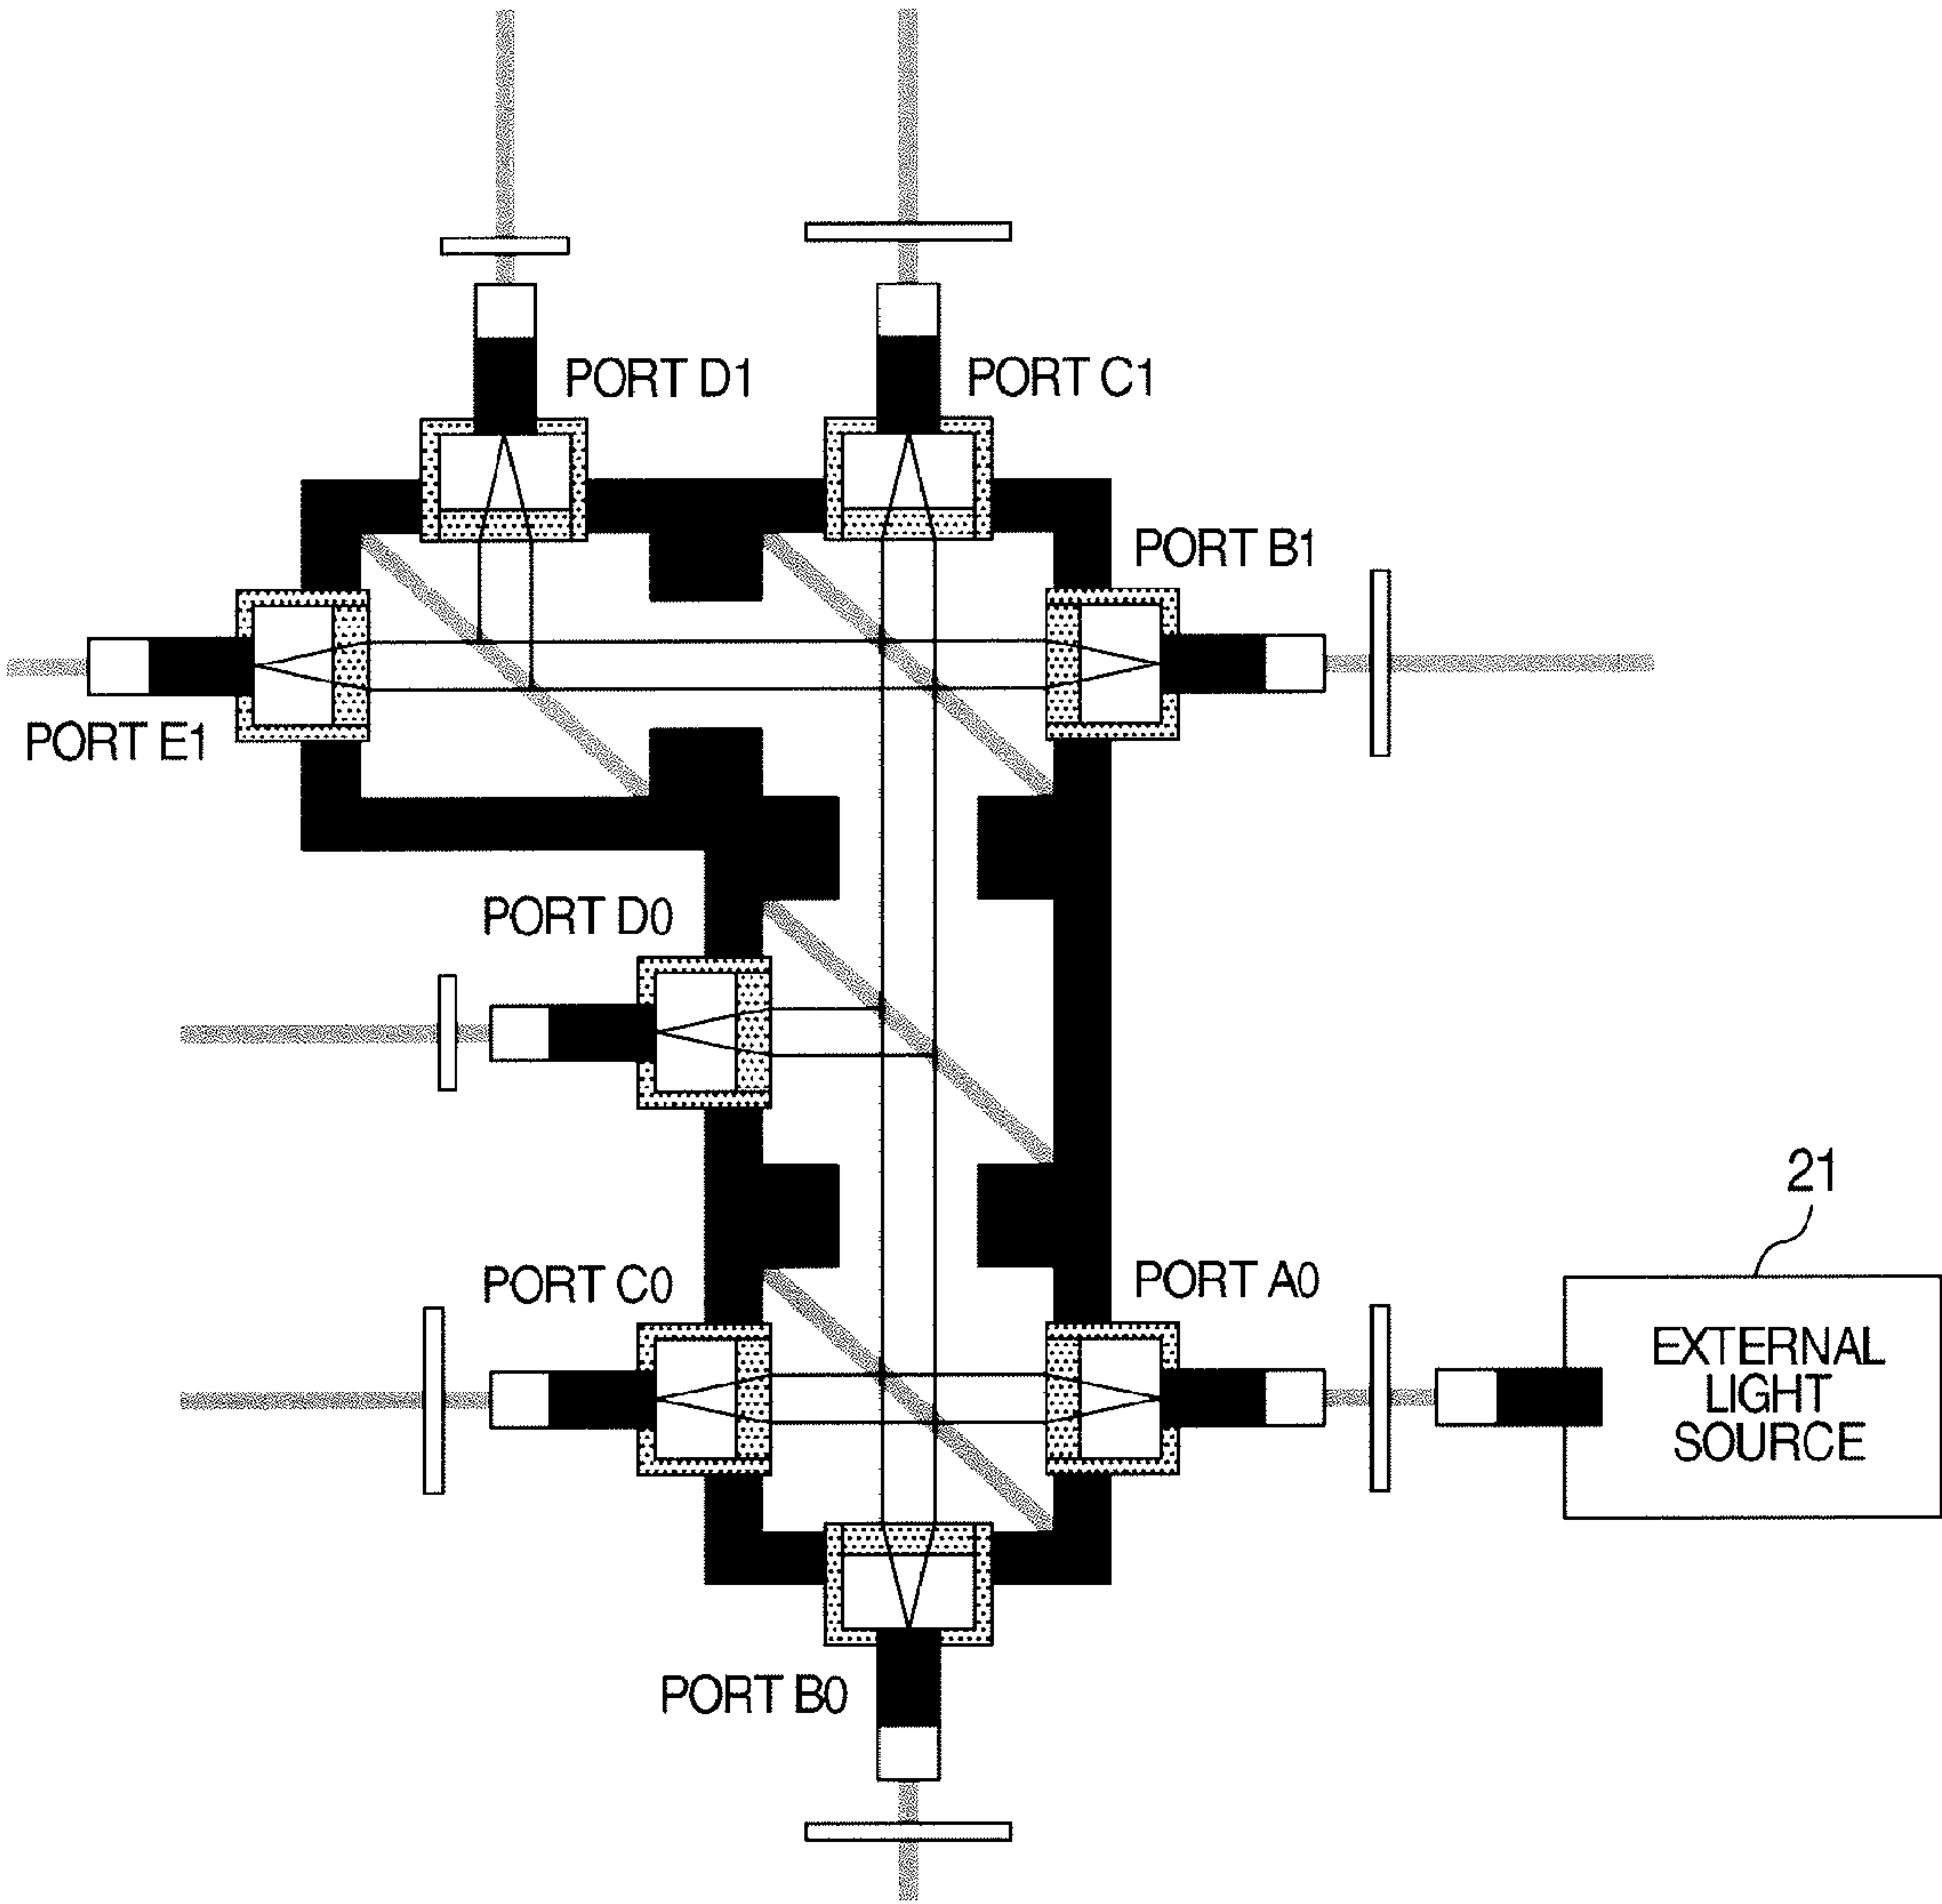 PORT D1
PORT C1
PORT B1
PORT E1
PORT D0
21
PORT C0
PORT A0
EXTERNAL
LIGHT
SOURCE
PORT B0